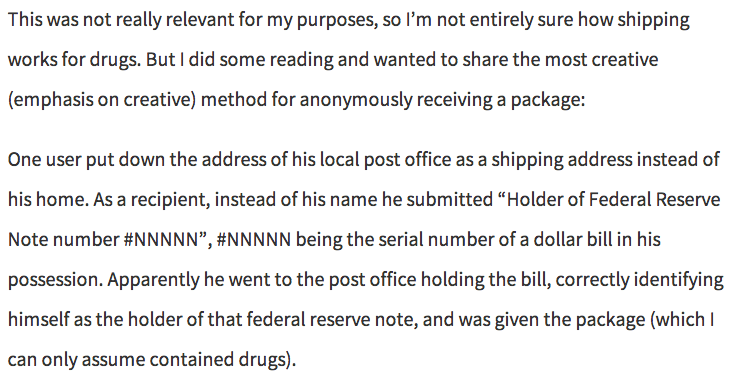 This was not really relevant for my purposes, so I’m not entirely sure how shipping
works for drugs. But I did some reading and wanted to share the most creative
(emphasis on creative) method for anonymously receiving a package:
One user put down the address of his local post office as a shipping address instead of
his home. As a recipient, instead of his name he submitted “Holder of Federal Reserve
Note number #NNNNN”, #NNNNN being the serial number of a dollar bill in his
possession. Apparently he went to the post office holding the bill, correctly identifying
himself as the holder of that federal reserve note, and was given the package (which I
can only assume contained drugs).